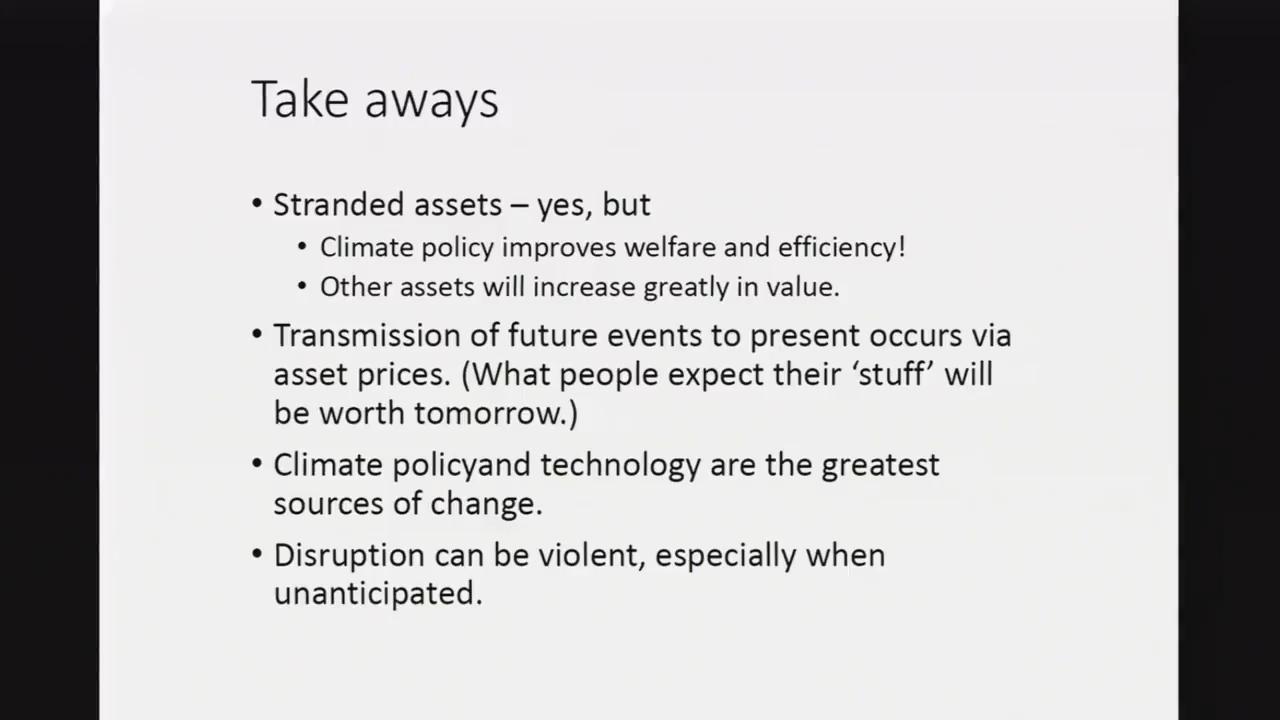 Take aways
• Stranded assets – yes, but
• Climate policy improves welfare and efficiency!
• Other assets will increase greatly in value.
• Transmission of future events to present occurs via
asset prices. (What people expect their ‘stuff’ will
be worth tomorrow.)
• Climate policyand technology are the greatest
sources of change.
• Disruption can be violent, especially when
unanticipated.